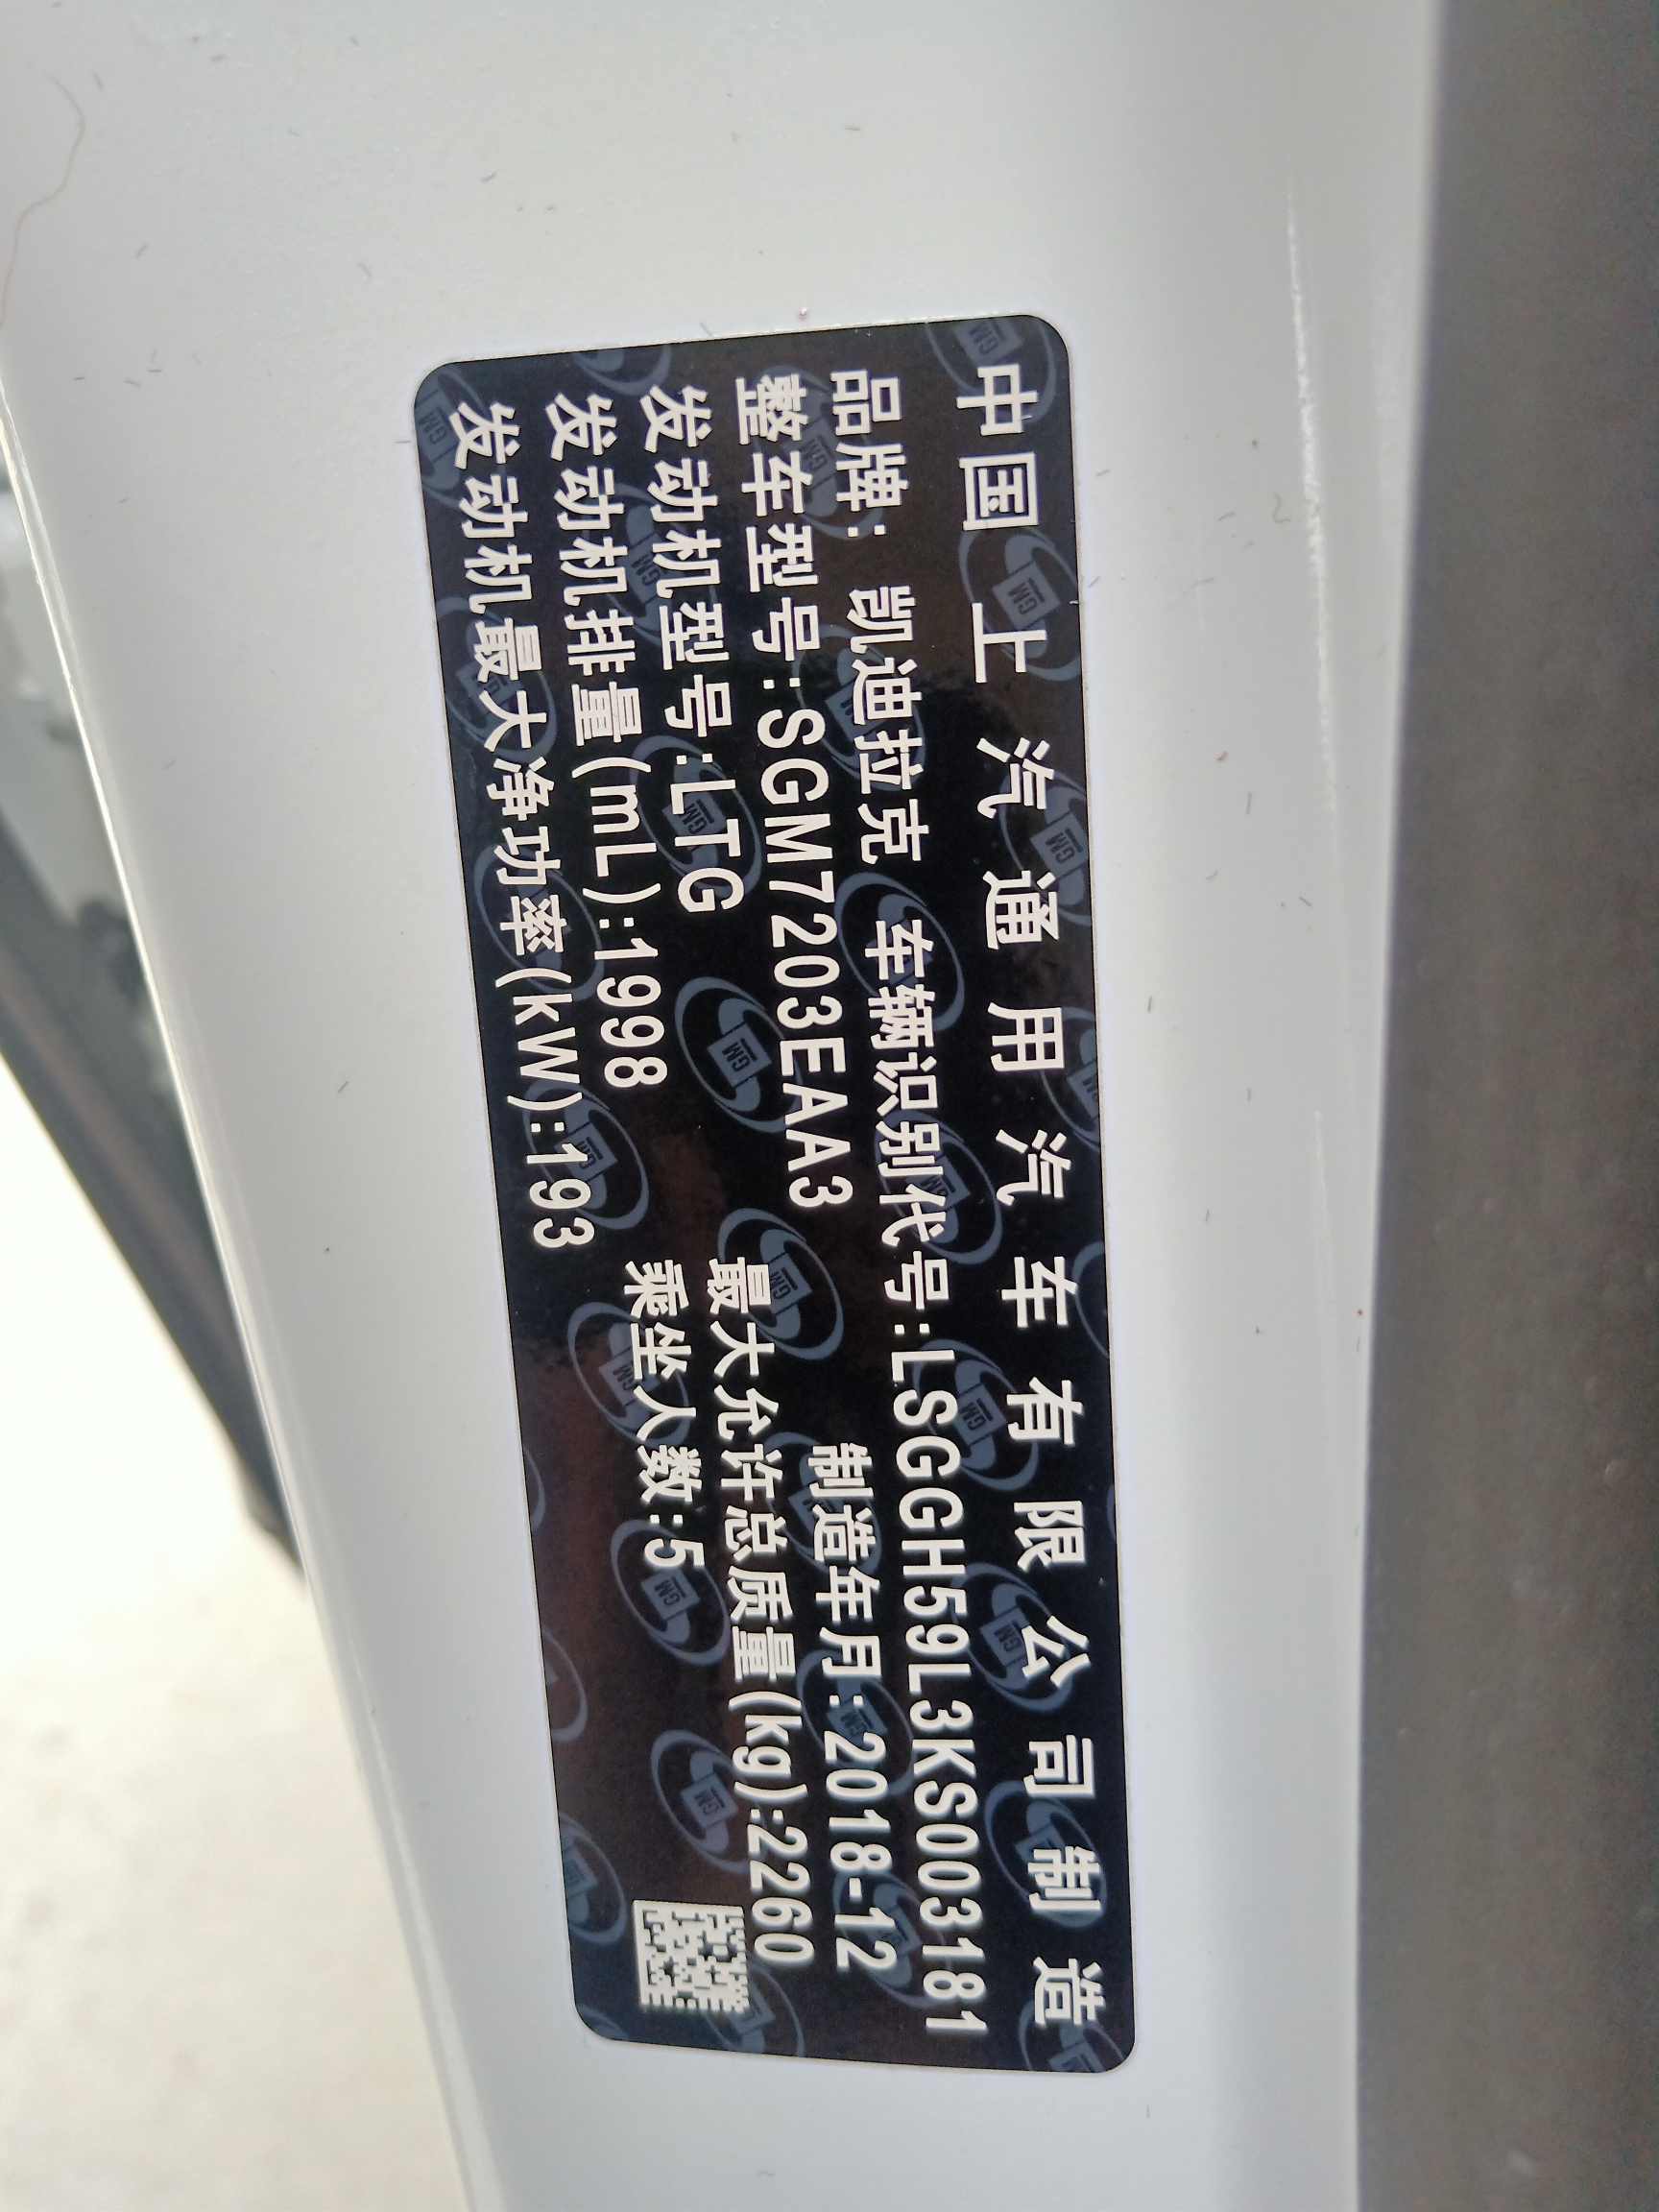 中国 上汽通用汽车有限公司制造
品牌: 凯迪拉克 车辆识别代号:LSGGH59L3KS003181
整车型号:SGM7203EAA3 制造年月:2018-12
发动机型号:LTG 最大允许总质量(kg):2260
发动机排量(mL):1998 乘坐人数:5
发动机最大净功率(kW):193